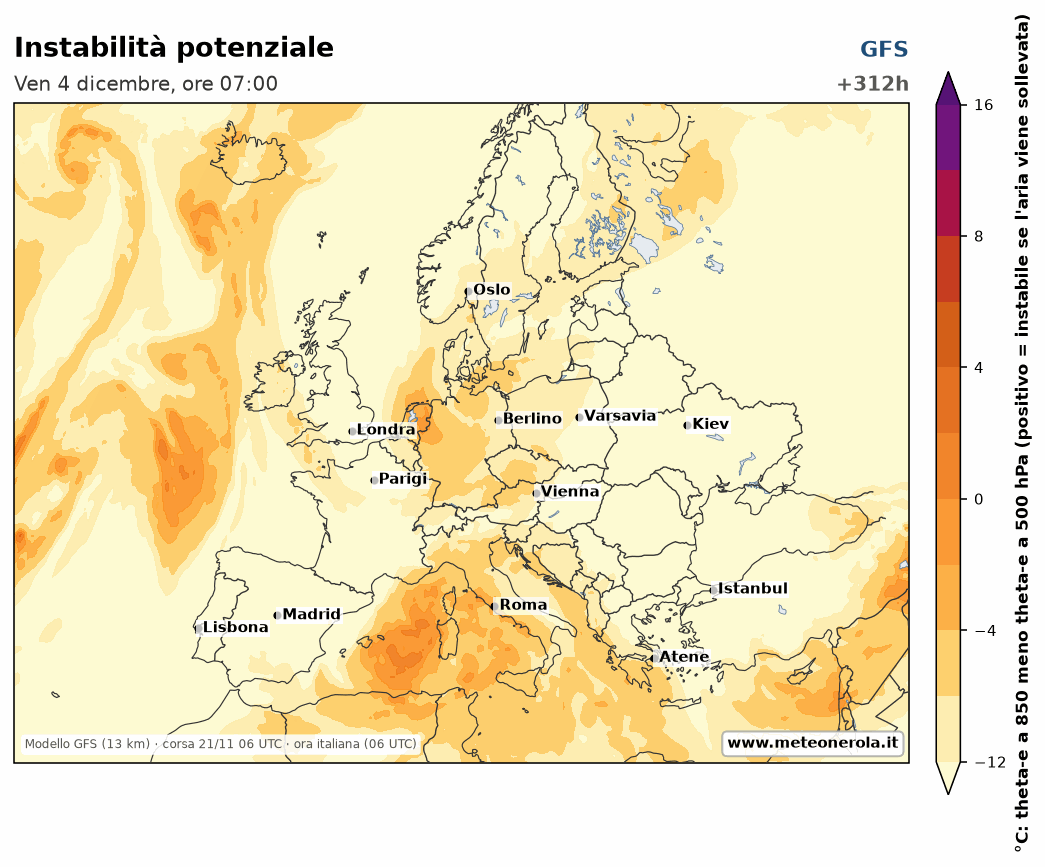 Instabilità potenziale
GFS
Ven 4 dicembre, ore 07:00
+312h
Oslo
Londra
Berlino
Varsavia
Kiev
Parigi
Vienna
Istanbul
Roma
Madrid
Lisbona
Atene
Modello GFS (13 km) · corsa 21/11 06 UTC · ora italiana (06 UTC)
www.meteonerola.it
16
8
4
0
−4
−12
°C: theta-e a 850 meno theta-e a 500 hPa (positivo = instabile se l'aria viene sollevata)